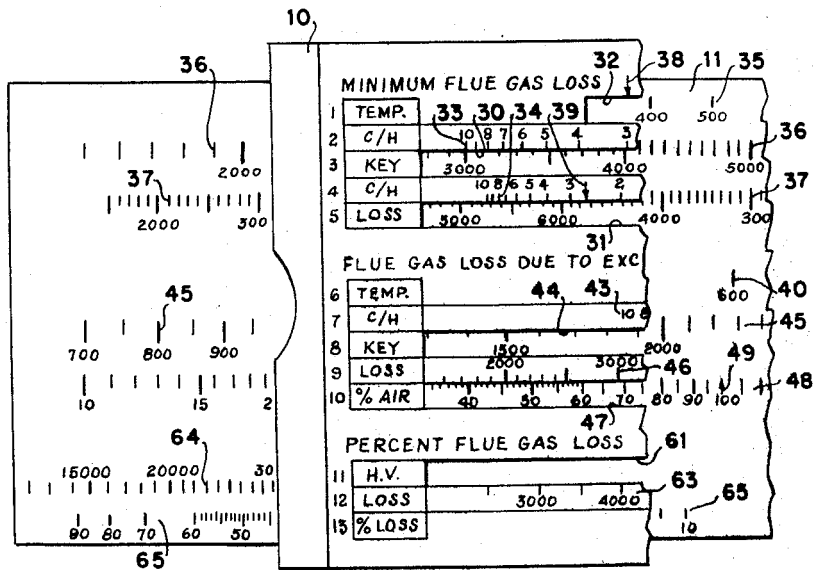 10
36 32 38 11 35
MINIMUM FLUE GAS LOSS
33 30 34 39
1 TEMP. 400 500
2 C/H 10 8 7 6 5 4 3 36
2000
3 KEY 3000 4000 5000
37
4 C/H 10 8 6 5 4 3 2 37
2000 300
5 LOSS 5000 6000 4000 300
31
FLUE GAS LOSS DUE TO EXC
45 44 43 40
6 TEMP. 600
7 C/H 10 8 45
700 800 900
8 KEY 1500 2000
9 LOSS 2000 3000 46 49 48
10 15 2
10 % AIR 40 50 60 70 80 90 100
47
PERCENT FLUE GAS LOSS
64 61
15000 20000 30
11 H.V.
12 LOSS 3000 4000 63 65
90 80 70 60 50
13 % LOSS 10
65